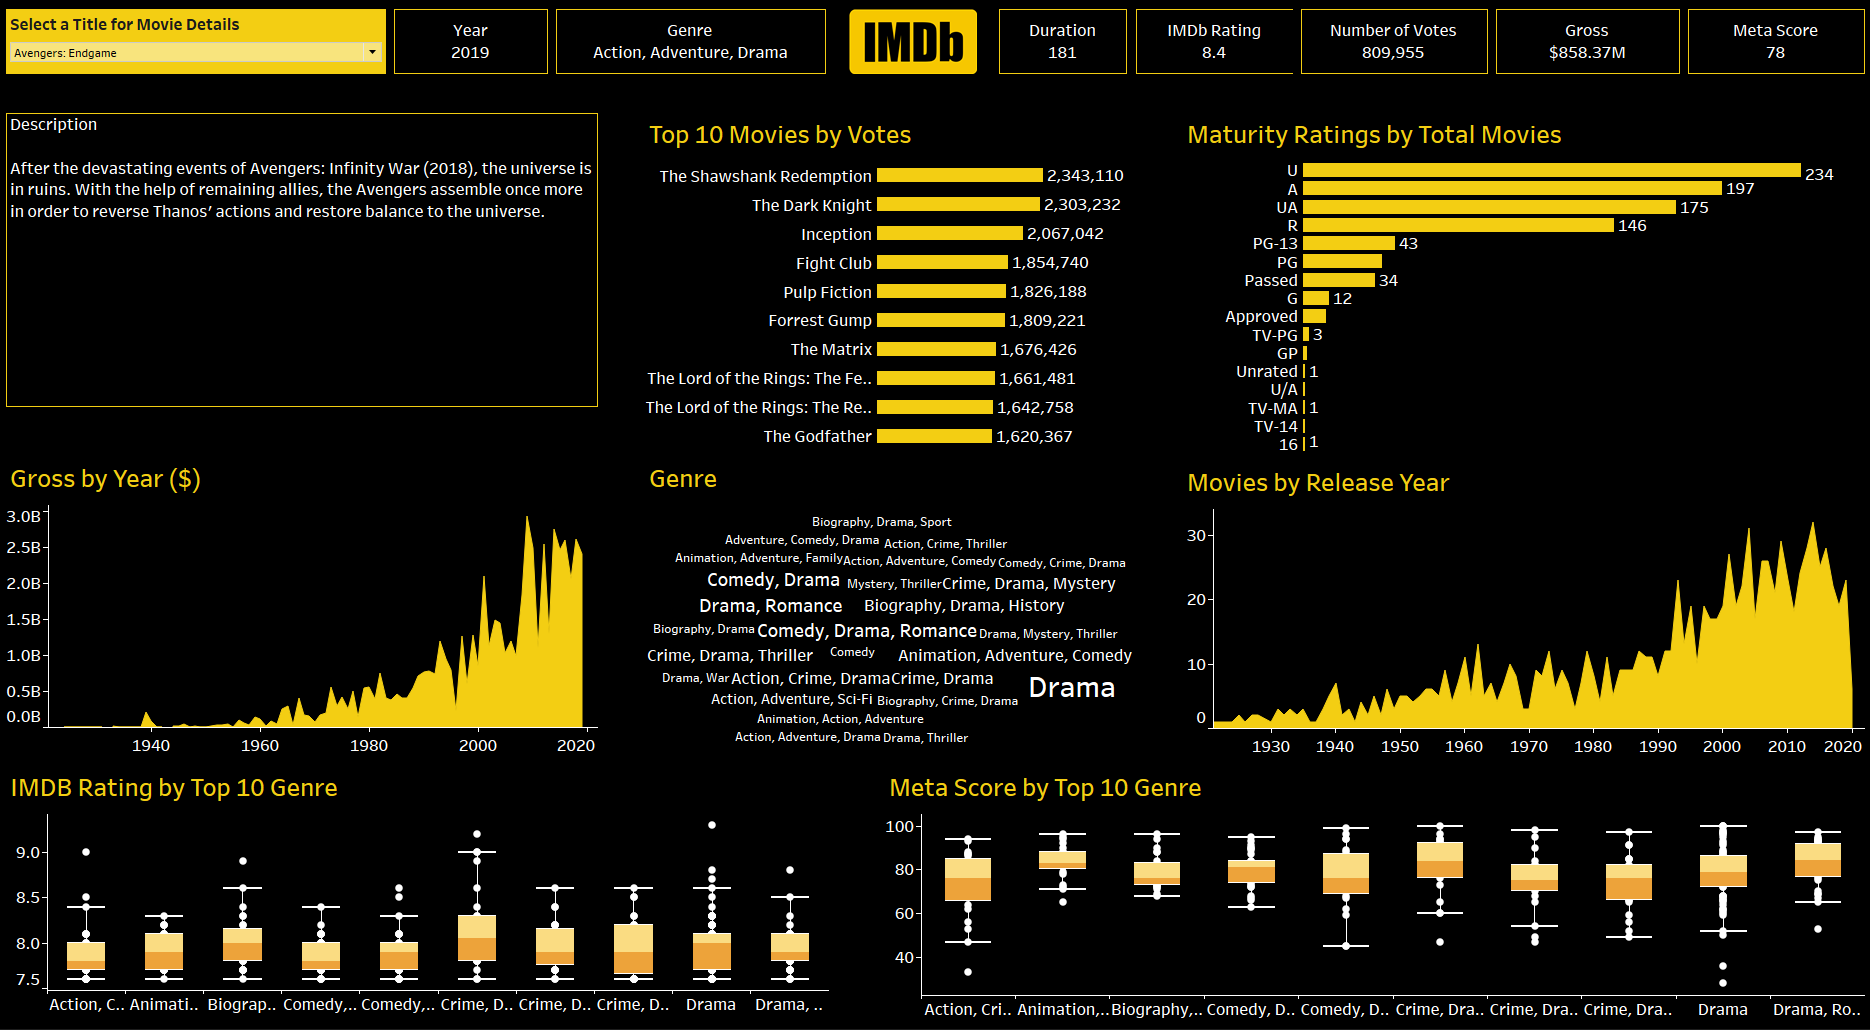 Select a Title for Movie Details
Avengers: Endgame
Year
2019
Genre
Action, Adventure, Drama
IMDb
Duration
181
IMDb Rating
8.4
Number of Votes
809,955
Gross
$858.37M
Meta Score
78
Description
After the devastating events of Avengers: Infinity War (2018), the universe is
in ruins. With the help of remaining allies, the Avengers assemble once more
in order to reverse Thanos' actions and restore balance to the universe.
Top 10 Movies by Votes
The Shawshank Redemption 2,343,110
The Dark Knight 2,303,232
Inception 2,067,042
Fight Club 1,854,740
Pulp Fiction 1,826,188
Forrest Gump 1,809,221
The Matrix 1,676,426
The Lord of the Rings: The Fe.. 1,661,481
The Lord of the Rings: The Re.. 1,642,758
The Godfather 1,620,367
Maturity Ratings by Total Movies
U 234
A 197
UA 175
R 146
PG-13 43
PG
Passed 34
G 12
Approved
TV-PG 3
GP
Unrated 1
U/A
TV-MA 1
TV-14
16 1
Gross by Year ($)
3.0B
2.5B
2.0B
1.5B
1.0B
0.5B
0.0B
1940 1960 1980 2000 2020
Genre
Biography, Drama, Sport
Adventure, Comedy, Drama Action, Crime, Thriller
Animation, Adventure, Family Action, Adventure, Comedy Comedy, Crime, Drama
Comedy, Drama Mystery, Thriller Crime, Drama, Mystery
Drama, Romance Biography, Drama, History
Biography, Drama Comedy, Drama, Romance Drama, Mystery, Thriller
Crime, Drama, Thriller Comedy Animation, Adventure, Comedy
Drama, War Action, Crime, Drama Crime, Drama Drama
Action, Adventure, Sci-Fi Biography, Crime, Drama
Animation, Action, Adventure
Action, Adventure, Drama Drama, Thriller
Movies by Release Year
30
20
10
0
1930 1940 1950 1960 1970 1980 1990 2000 2010 2020
IMDB Rating by Top 10 Genre
9.0
8.5
8.0
7.5
Action, C.. Animati.. Biograp.. Comedy,.. Comedy,.. Crime, D.. Crime, D.. Crime, D.. Drama Drama, ..
Meta Score by Top 10 Genre
100
80
60
40
Action, Cri.. Animation,.. Biography,.. Comedy, D.. Comedy, D.. Crime, Dra.. Crime, Dra.. Crime, Dra.. Drama Drama, Ro..